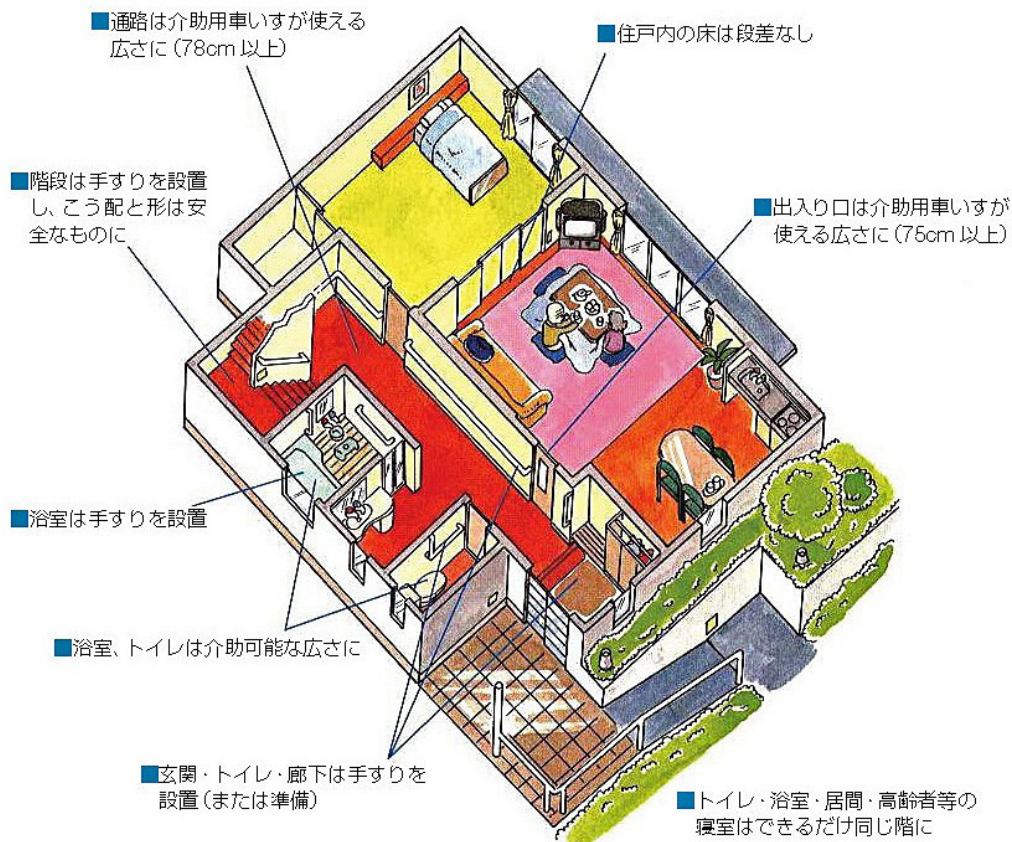 ■通路は介助用車いすが使える
広さに（78cm 以上）
■住戸内の床は段差なし
■階段は手すりを設置
し、こう配と形は安
全なものに
■出入り口は介助用車いすが
使える広さに（75cm 以上）
■浴室は手すりを設置
■浴室、トイレは介助可能な広さに
■玄関・トイレ・廊下は手すりを
設置（または準備）
■トイレ・浴室・居間・高齢者等の
寝室はできるだけ同じ階に